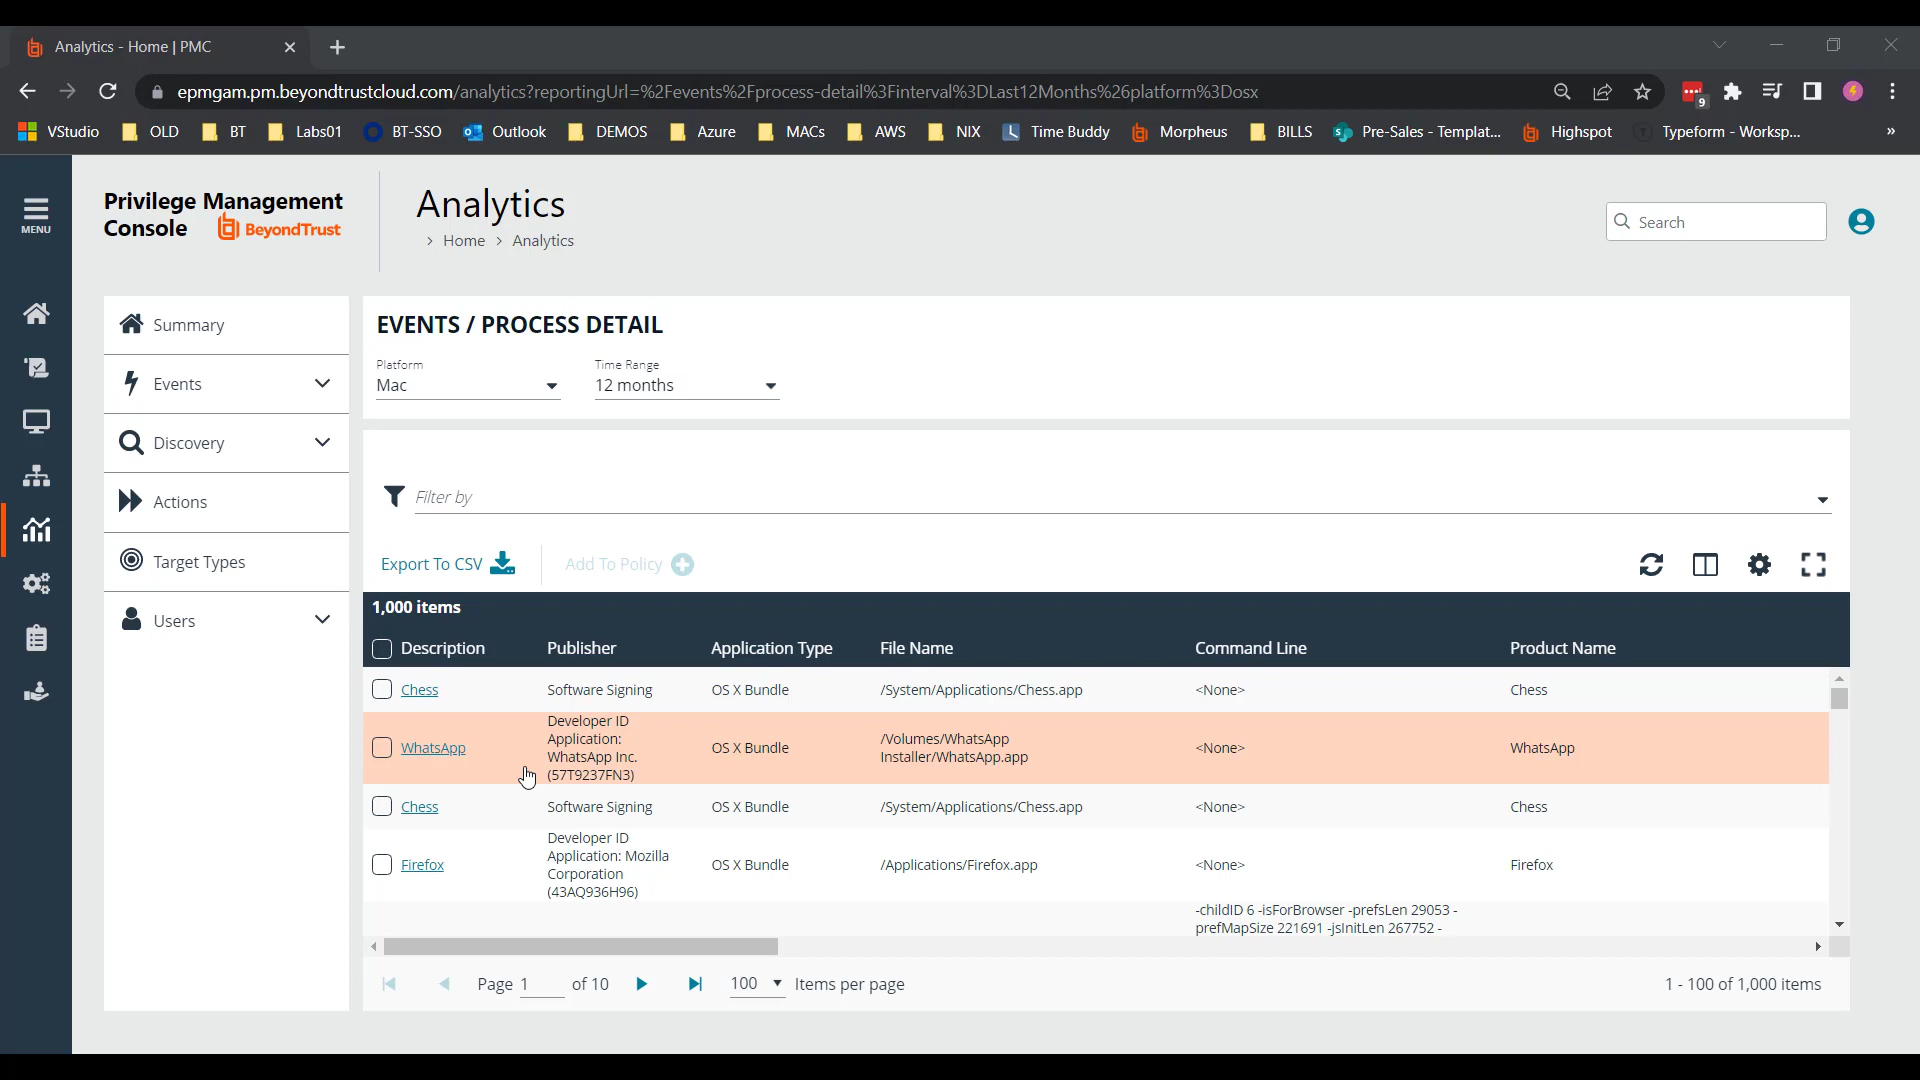 Analytics - Home | PMC
epmgam.pm.beyondtrustcloud.com/analytics?reportingUrl=%2Fevents%2Fprocess-detail%3Finterval%3DLast12Months%26platform%3Dosx
9
VStudio OLD BT Labs01 BT-SSO Outlook DEMOS Azure MACs AWS NIX Time Buddy Morpheus BILLS Pre-Sales - Templat... Highspot Typeform - Worksp... »
MENU
Privilege Management
Console BeyondTrust
Analytics
> Home > Analytics
Search
Summary
Events
Discovery
Actions
Target Types
Users
EVENTS / PROCESS DETAIL
Platform Time Range
Mac 12 months
Filter by
Export To CSV Add To Policy
1,000 items
Description Publisher Application Type File Name Command Line Product Name
Chess Software Signing OS X Bundle /System/Applications/Chess.app <None> Chess
WhatsApp Developer ID Application: WhatsApp Inc. (57T9237FN3) OS X Bundle /Volumes/WhatsApp Installer/WhatsApp.app <None> WhatsApp
Chess Software Signing OS X Bundle /System/Applications/Chess.app <None> Chess
Firefox Developer ID Application: Mozilla Corporation (43AQ936H96) OS X Bundle /Applications/Firefox.app <None> Firefox
-childID 6 -isForBrowser -prefsLen 29053 -
prefMapSize 221691 -jsInitLen 267752 -
Page 1 of 10 100 Items per page 1 - 100 of 1,000 items